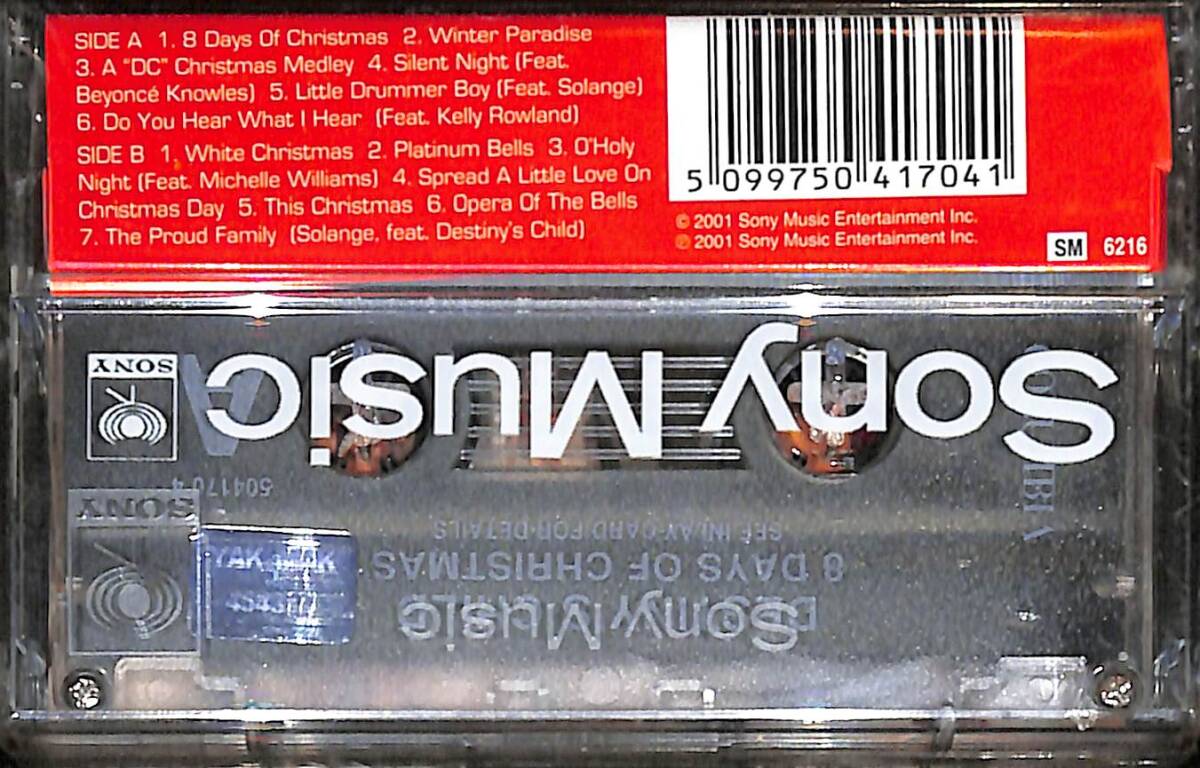 SIDE A 1. 8 Days Of Christmas 2. Winter Paradise
3. A "DC" Christmas Medley 4. Silent Night (Feat.
Beyoncé Knowles) 5. Little Drummer Boy (Feat. Solange)
6. Do You Hear What I Hear (Feat. Kelly Rowland)
SIDE B 1. White Christmas 2. Platinum Bells 3. O'Holy
Night (Feat. Michelle Williams) 4. Spread A Little Love On
Christmas Day 5. This Christmas 6. Opera Of The Bells
7. The Proud Family (Solange, feat. Destiny's Child)
5 099750 417041
© 2001 Sony Music Entertainment Inc.
℗ 2001 Sony Music Entertainment Inc.
SM 6216
Sony Music
SONY
A
504170 4
SONY
SEE INLAY CARD FOR DETAILS
8 DAYS OF CHRISTMAS
Sony Music